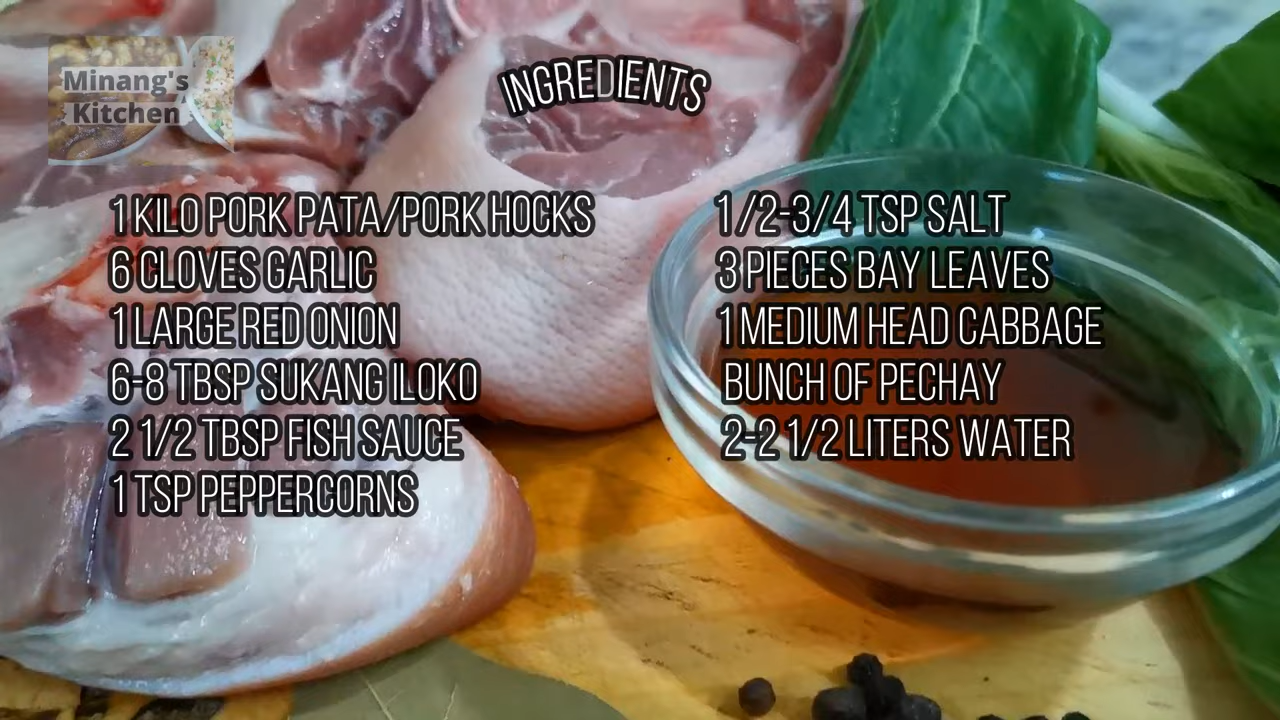 Minang's
Kitchen
INGREDIENTS
1 KILO PORK PATA/PORK HOCKS
6 CLOVES GARLIC
1 LARGE RED ONION
6-8 TBSP SUKANG ILOKO
2 1/2 TBSP FISH SAUCE
1 TSP PEPPERCORNS
1/2-3/4 TSP SALT
3 PIECES BAY LEAVES
1 MEDIUM HEAD CABBAGE
BUNCH OF PECHAY
2-2 1/2 LITERS WATER